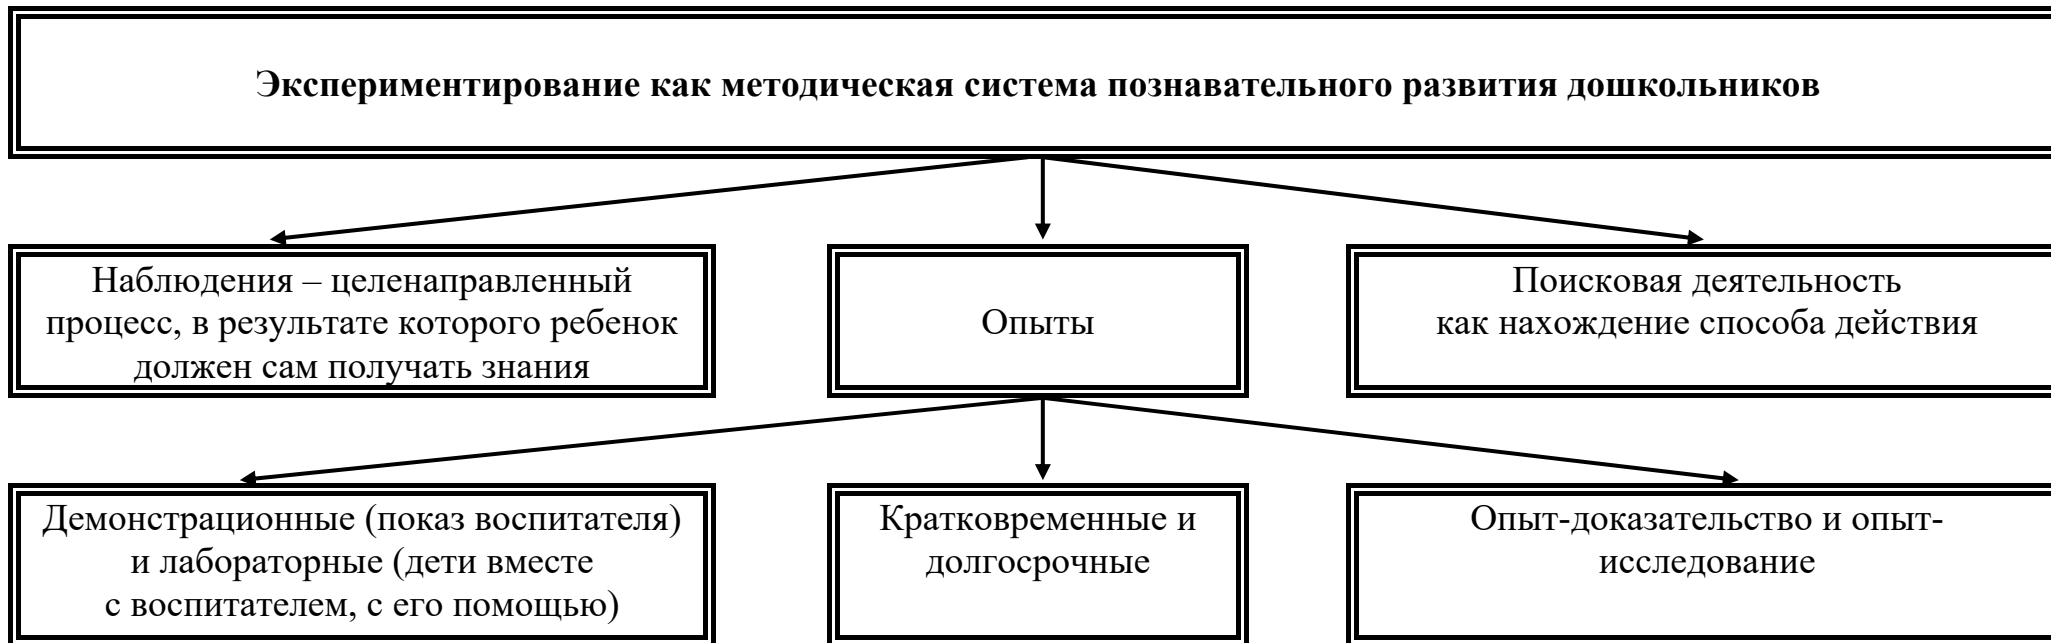 Экспериментирование как методическая система познавательного развития дошкольников
Наблюдения – целенаправленный
процесс, в результате которого ребенок
должен сам получать знания
Опыты
Поисковая деятельность
как нахождение способа действия
Демонстрационные (показ воспитателя)
и лабораторные (дети вместе
с воспитателем, с его помощью)
Кратковременные и
долгосрочные
Опыт-доказательство и опыт-
исследование